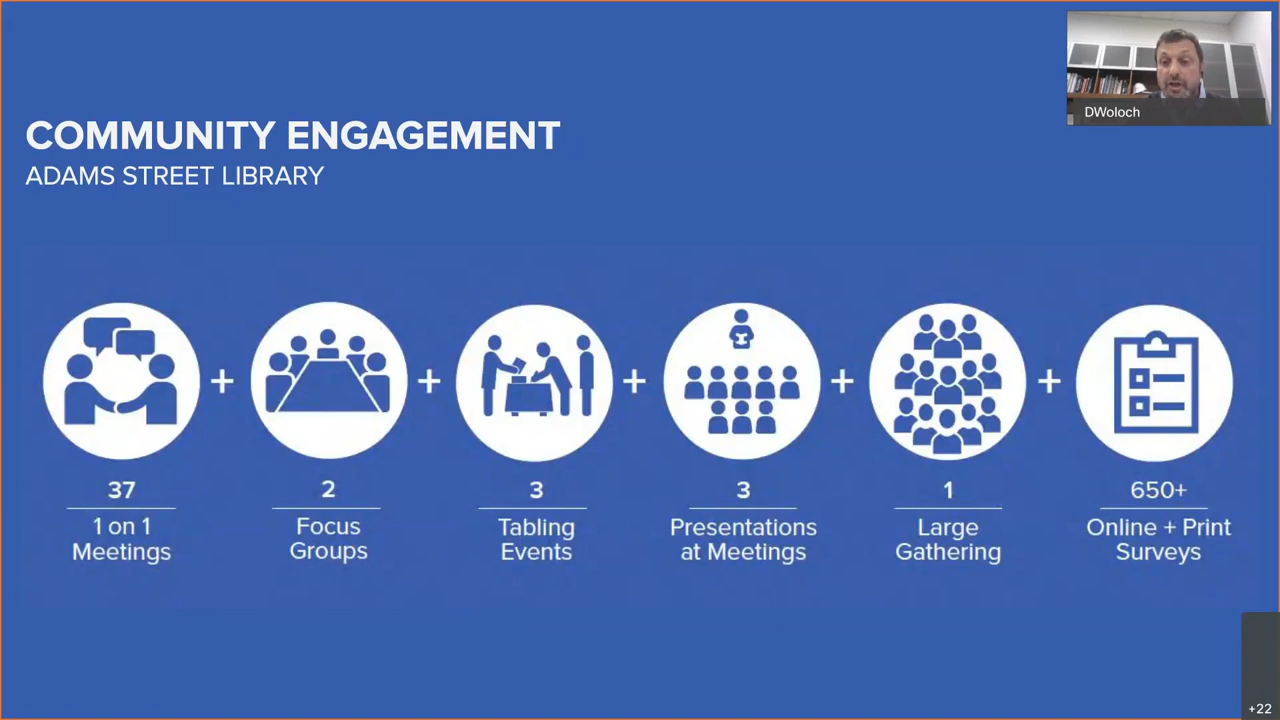 DWoloch
COMMUNITY ENGAGEMENT
ADAMS STREET LIBRARY
+
+
+
+
+
37
1 on 1
Meetings
2
Focus
Groups
3
Tabling
Events
3
Presentations
at Meetings
1
Large
Gathering
650+
Online + Print
Surveys
+22